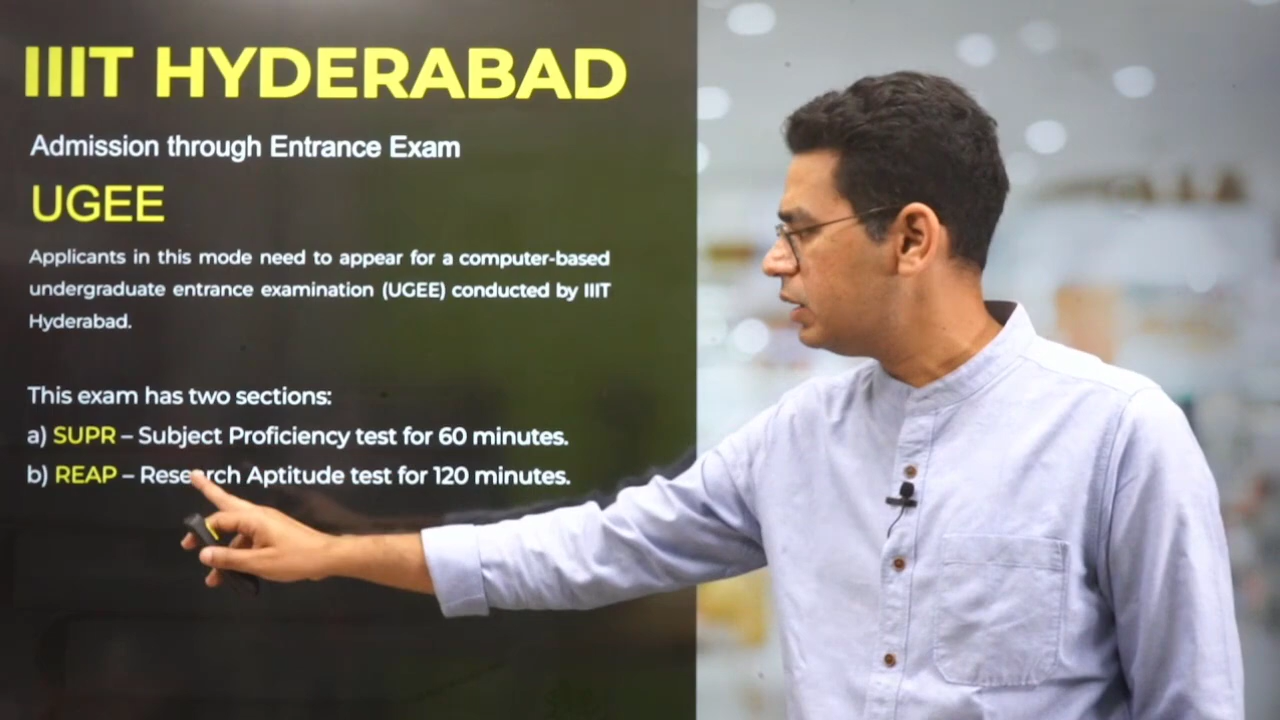 IIIT HYDERABAD
Admission through Entrance Exam
UGEE
Applicants in this mode need to appear for a computer-based
undergraduate entrance examination (UGEE) conducted by IIIT
Hyderabad.
This exam has two sections:
a) SUPR – Subject Proficiency test for 60 minutes.
b) REAP – Research Aptitude test for 120 minutes.